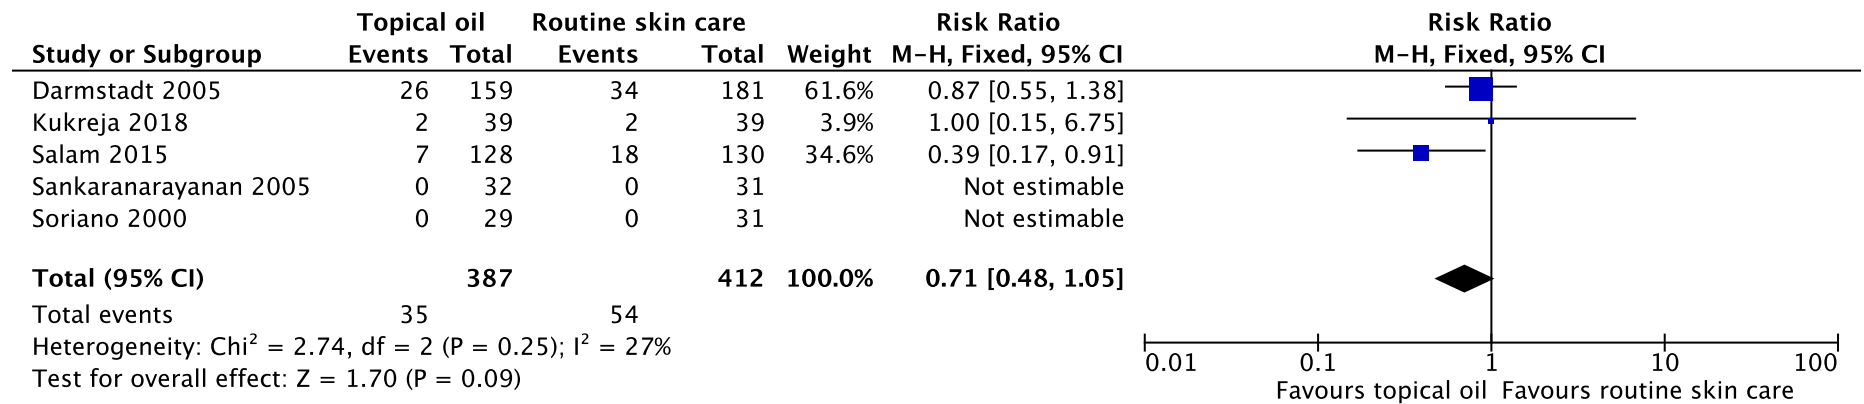 Topical oil Routine skin care Risk Ratio Risk Ratio
Study or Subgroup Events Total Events Total Weight M-H, Fixed, 95% CI M-H, Fixed, 95% CI
Darmstadt 2005 26 159 34 181 61.6% 0.87 [0.55, 1.38]
Kukreja 2018 2 39 2 39 3.9% 1.00 [0.15, 6.75]
Salam 2015 7 128 18 130 34.6% 0.39 [0.17, 0.91]
Sankaranarayanan 2005 0 32 0 31 Not estimable
Soriano 2000 0 29 0 31 Not estimable
Total (95% CI) 387 412 100.0% 0.71 [0.48, 1.05]
Total events 35 54
Heterogeneity: Chi² = 2.74, df = 2 (P = 0.25); I² = 27%
Test for overall effect: Z = 1.70 (P = 0.09)
0.01 0.1 1 10 100
Favours topical oil Favours routine skin care